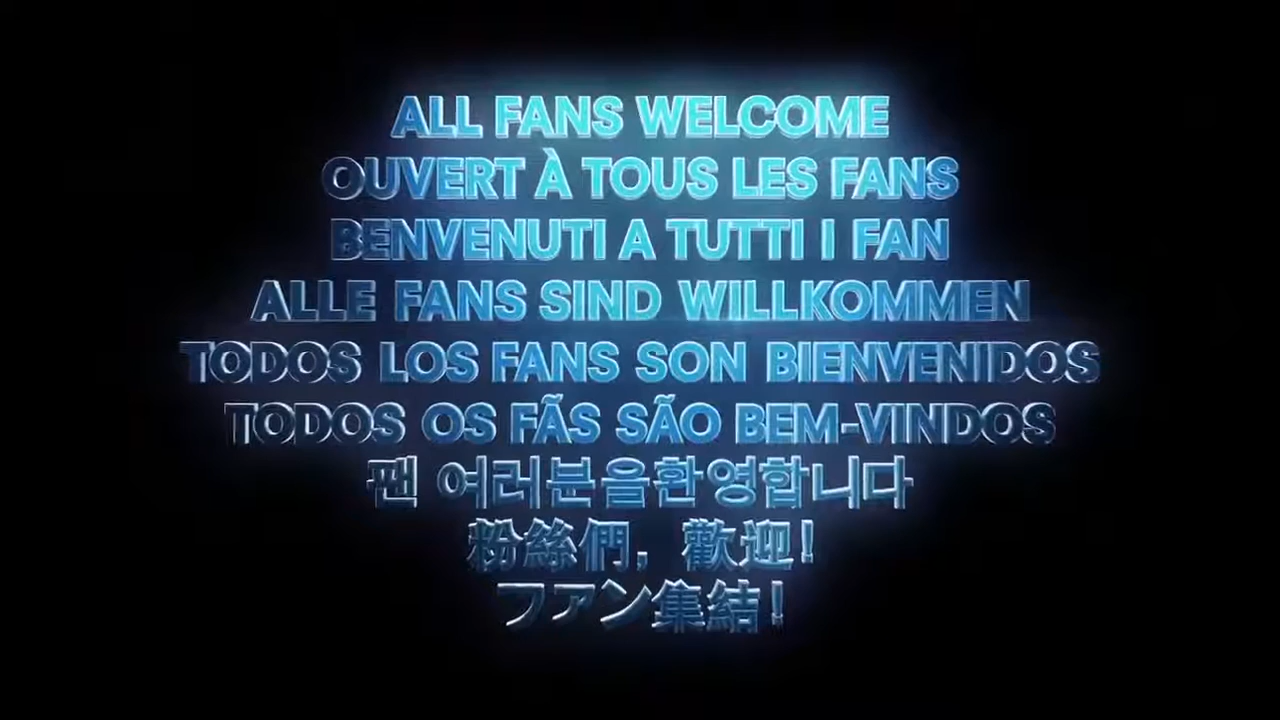 ALL FANS WELCOME
OUVERT À TOUS LES FANS
BENVENUTI A TUTTI I FAN
ALLE FANS SIND WILLKOMMEN
TODOS LOS FANS SON BIENVENIDOS
TODOS OS FÃS SÃO BEM-VINDOS
팬 여러분을환영합니다
粉絲們, 歡迎!
ファン集結!